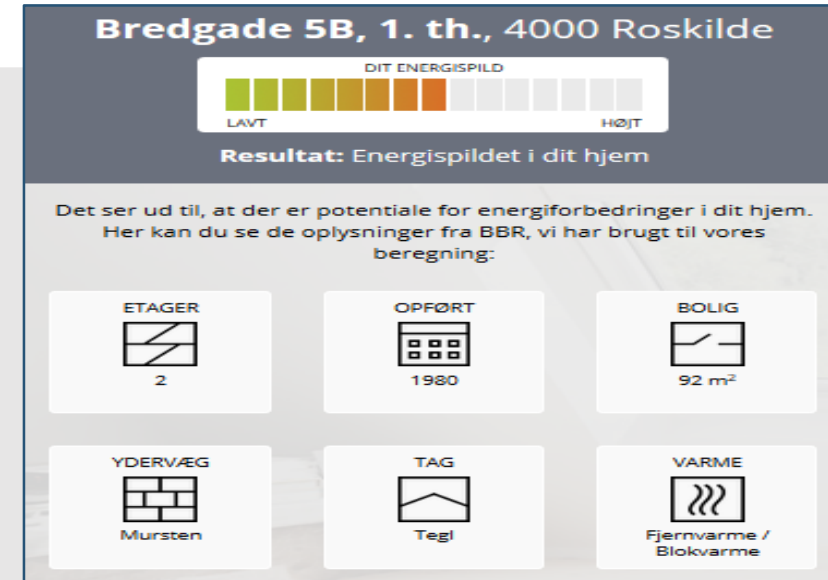 Bredgade 5B, 1. th., 4000 Roskilde
DIT ENERGISPILD
LAVT HØJT
Resultat: Energispildet i dit hjem
Det ser ud til, at der er potentiale for energiforbedringer i dit hjem.
Her kan du se de oplysninger fra BBR, vi har brugt til vores
beregning:
ETAGER OPFØRT BOLIG
2 1980 92 m²
YDERVÆG TAG VARME
Mursten Tegl Fjernvarme /
Blokvarme